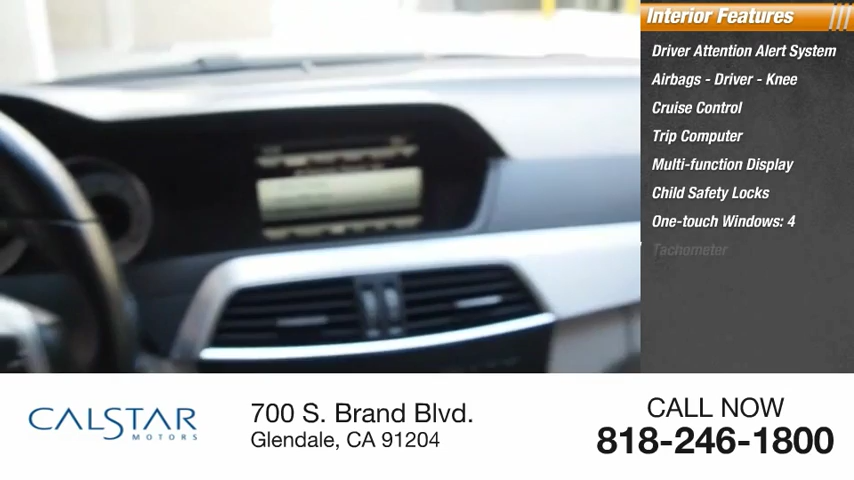 Interior Features
Driver Attention Alert System
Airbags - Driver - Knee
Cruise Control
Trip Computer
Multi-function Display
Child Safety Locks
One-touch Windows: 4
Tachometer
CALSTAR
MOTORS
700 S. Brand Blvd.
Glendale, CA 91204
CALL NOW
818-246-1800